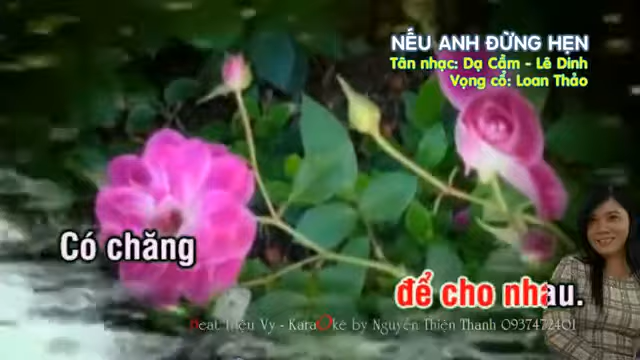 NẾU ANH ĐỪNG HẸN
Tân nhạc: Dạ Cầm - Lê Dinh
Vọng cổ: Loan Thảo
Có chăng
để cho nhau.
Beat Triệu Vy - KaraOkê by Nguyễn Thiện Thanh 0937472401